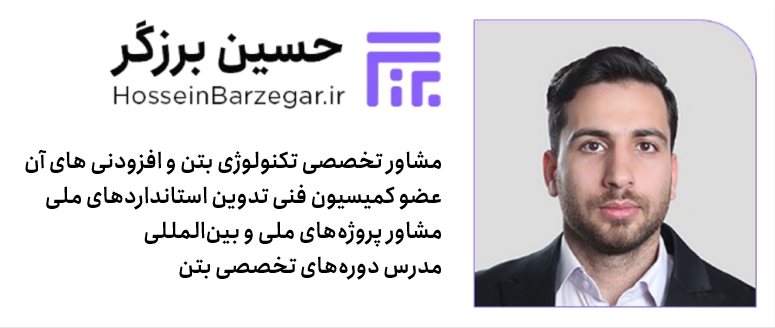 حسین برزگر
HosseinBarzegar.ir
مشاور تخصصی تکنولوژی بتن و افزودنی های آن
عضو کمیسیون فنی تدوین استانداردهای ملی
مشاور پروژه‌های ملی و بین‌المللی
مدرس دوره‌های تخصصی بتن